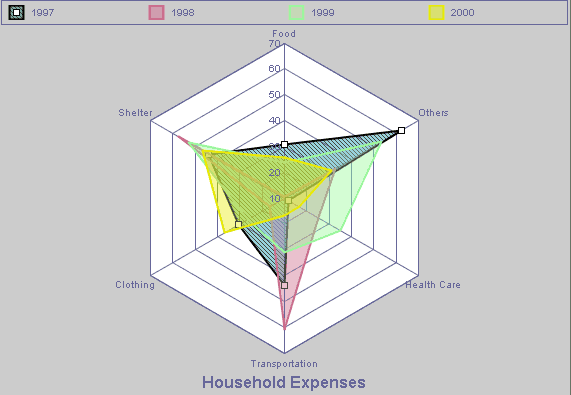 1997 1998 1999 2000
Food
70
60
50
40
Shelter
Others
20
10
Clothing
Health Care
Transportation
Household Expenses